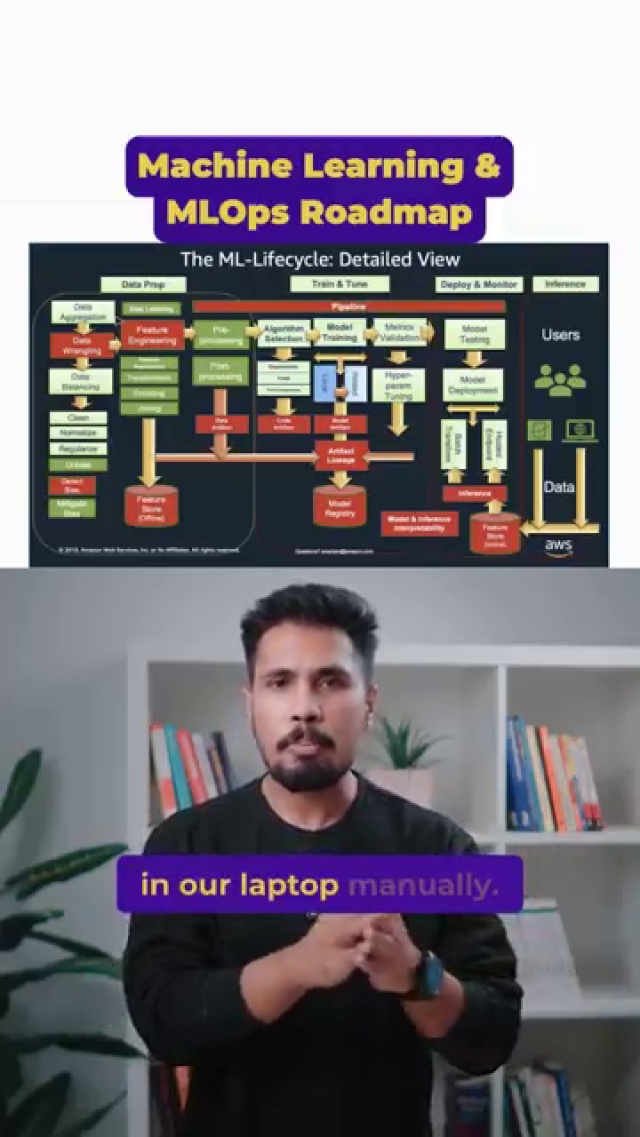 Machine Learning &
MLOps Roadmap
The ML-Lifecycle: Detailed View
Data Prep
Train & Tune
Deploy & Monitor
Inference
Pipeline
Data
Aggregation
Data
Wrangling
Data
Balancing
Clean
Normalize
Regularize
Unbias
Detect
Bias
Mitigate
Bias
Data Labeling
Feature
Engineering
Feature
Store
(Offline)
Pre-
processing
Post-
processing
Data
Artifact
Algorithm
Selection
Code
Artifact
Model
Training
Model
Artifact
Artifact
Lineage
Model
Registry
Metrics
Validation
Hyper-
param
Tuning
Model & Inference
Interpretability
Model
Testing
Model
Deployment
Batch
Transform
Hosted
Endpoint
Inference
Feature
Store
Users
Data
aws
in our laptop manually.